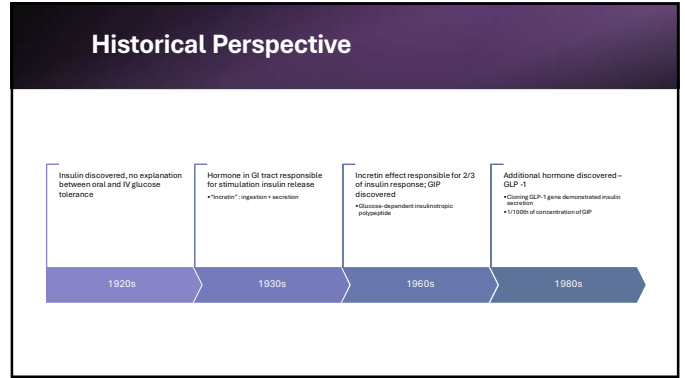 Historical Perspective
Insulin discovered, no explanation
between oral and IV glucose
tolerance
Hormone in GI tract responsible
for stimulation insulin release
•"Incretin" : ingestion + secretion
Incretin effect responsible for 2/3
of insulin response; GIP
discovered
•Glucose-dependent insulinotropic
polypeptide
Additional hormone discovered –
GLP -1
•Cloning GLP-1 gene demonstrated insulin
secretion
•1/100th of concentration of GIP
1920s
1930s
1960s
1980s